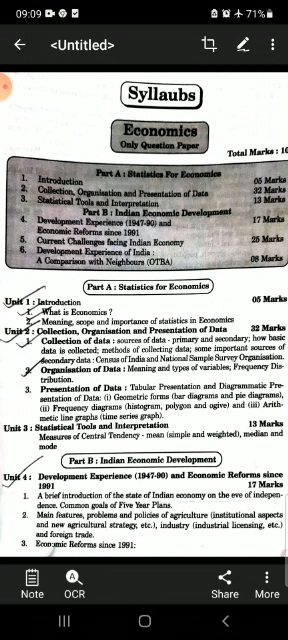 09:09
71%
<Untitled>
Syllaubs
Economics
Only Question Paper
Total Marks : 10
Part A : Statistics For Economics
1. Introduction 05 Marks
2. Collection, Organisation and Presentation of Data 32 Marks
3. Statistical Tools and Interpretation 13 Marks
Part B : Indian Economic Development
4. Development Experience (1947-90) and 17 Marks
Economic Reforms since 1991
5. Current Challenges facing Indian Economy 25 Marks
6. Development Experience of India :
A Comparison with Neighbours (OTBA) 08 Marks
Part A : Statistics for Economics
Unit 1 : Introduction 05 Marks
1. What is Economics ?
2. Meaning, scope and importance of statistics in Economics
Unit 2 : Collection, Organisation and Presentation of Data 32 Marks
1. Collection of data : sources of data - primary and secondary; how basic
data is collected; methods of collecting data; some important sources of
secondary data : Census of India and National Sample Survey Organisation.
2. Organisation of Data : Meaning and types of variables; Frequency Dis-
tribution.
3. Presentation of Data : Tabular Presentation and Diagrammatic Pre-
sentation of Data: (i) Geometric forms (bar diagrams and pie diagrams),
(ii) Frequency diagrams (histogram, polygon and ogive) and (iii) Arith-
metic line graphs (time series graph).
Unit 3 : Statistical Tools and Interpretation 13 Marks
Measures of Central Tendency - mean (simple and weighted), median and
mode
Part B : Indian Economic Development
Unit 4 : Development Experience (1947-90) and Economic Reforms since
1991 17 Marks
1. A brief introduction of the state of Indian economy on the eve of indepen-
dence. Common goals of Five Year Plans.
2. Main features, problems and policies of agriculture (institutional aspects
and new agricultural strategy, etc.), industry (industrial licensing, etc.)
and foreign trade.
3. Economic Reforms since 1991:
Note OCR Share More